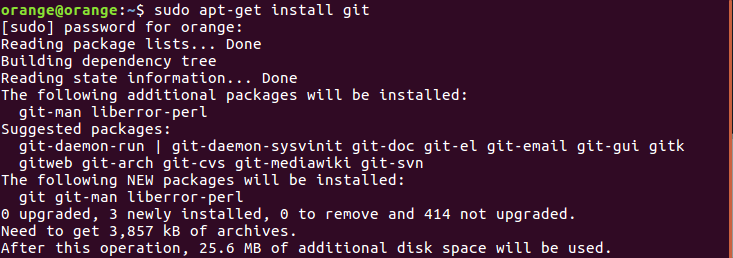 orange@orange:~$ sudo apt-get install git
[sudo] password for orange:
Reading package lists... Done
Building dependency tree
Reading state information... Done
The following additional packages will be installed:
  git-man liberror-perl
Suggested packages:
  git-daemon-run | git-daemon-sysvinit git-doc git-el git-email git-gui gitk
  gitweb git-arch git-cvs git-mediawiki git-svn
The following NEW packages will be installed:
  git git-man liberror-perl
0 upgraded, 3 newly installed, 0 to remove and 414 not upgraded.
Need to get 3,857 kB of archives.
After this operation, 25.6 MB of additional disk space will be used.